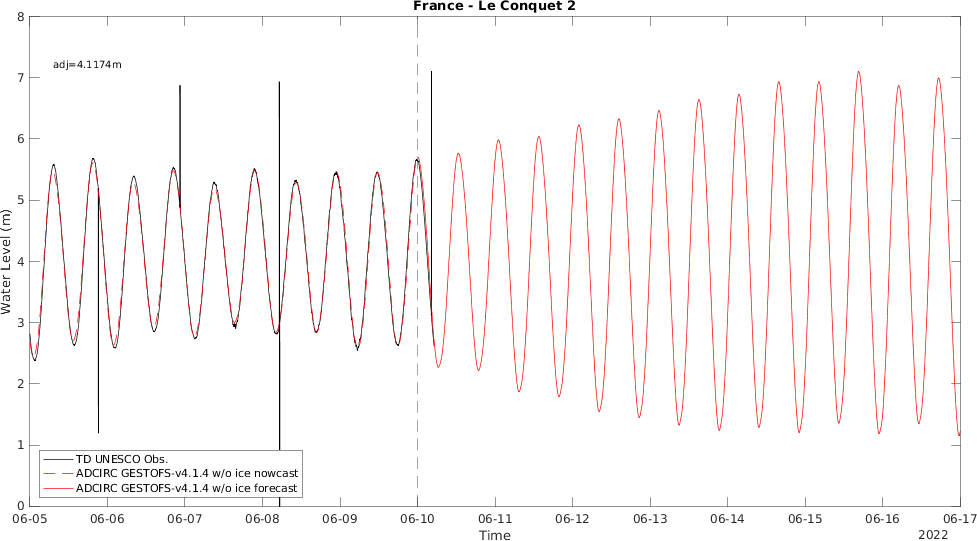 France - Le Conquet 2
adj=4.1174m
8
7
6
5
4
3
2
1
0
Water Level (m)
TD UNESCO Obs.
ADCIRC GESTOFS-v4.1.4 w/o ice nowcast
ADCIRC GESTOFS-v4.1.4 w/o ice forecast
06-05 06-06 06-07 06-08 06-09 06-10 06-11 06-12 06-13 06-14 06-15 06-16 06-17
Time
2022